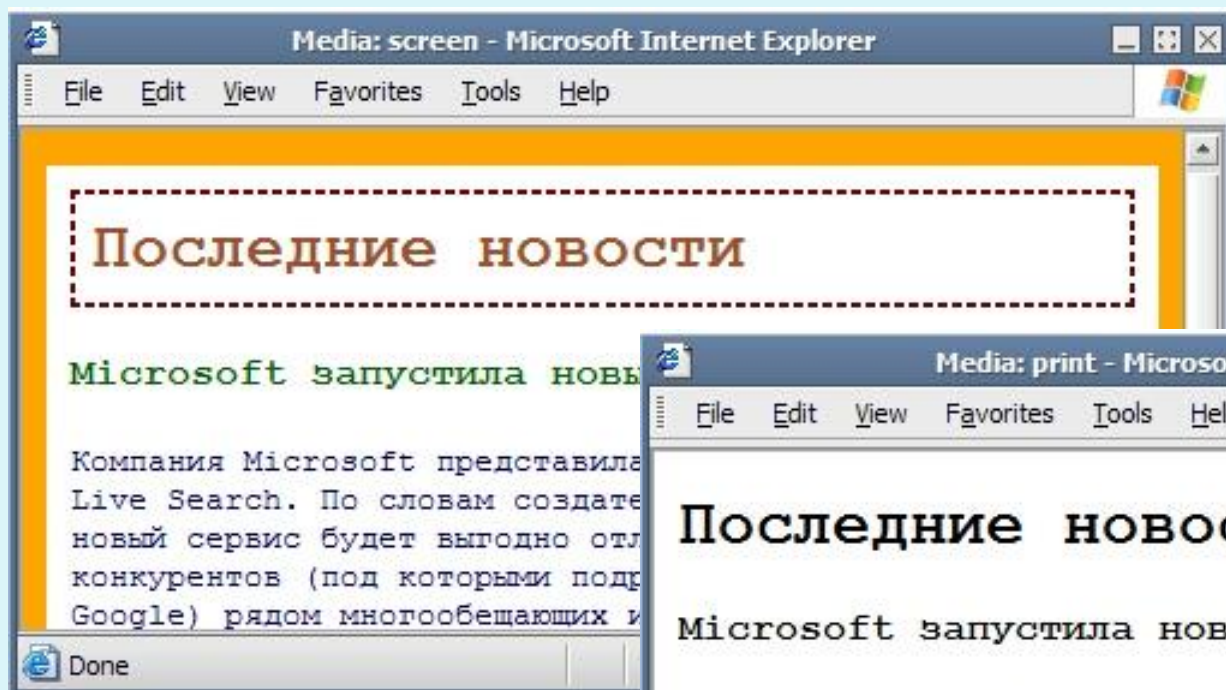 Media: screen - Microsoft Internet Explorer
File Edit View Favorites Tools Help
Последние новости
Microsoft запустила новы
Компания Microsoft представила
Live Search. По словам создате
новый сервис будет выгодно отл
конкурентов (под которыми подр
Google) рядом многообещающих и
Done
Media: print - Microso
File Edit View Favorites Tools Hel
Последние ново
Microsoft запустила нов